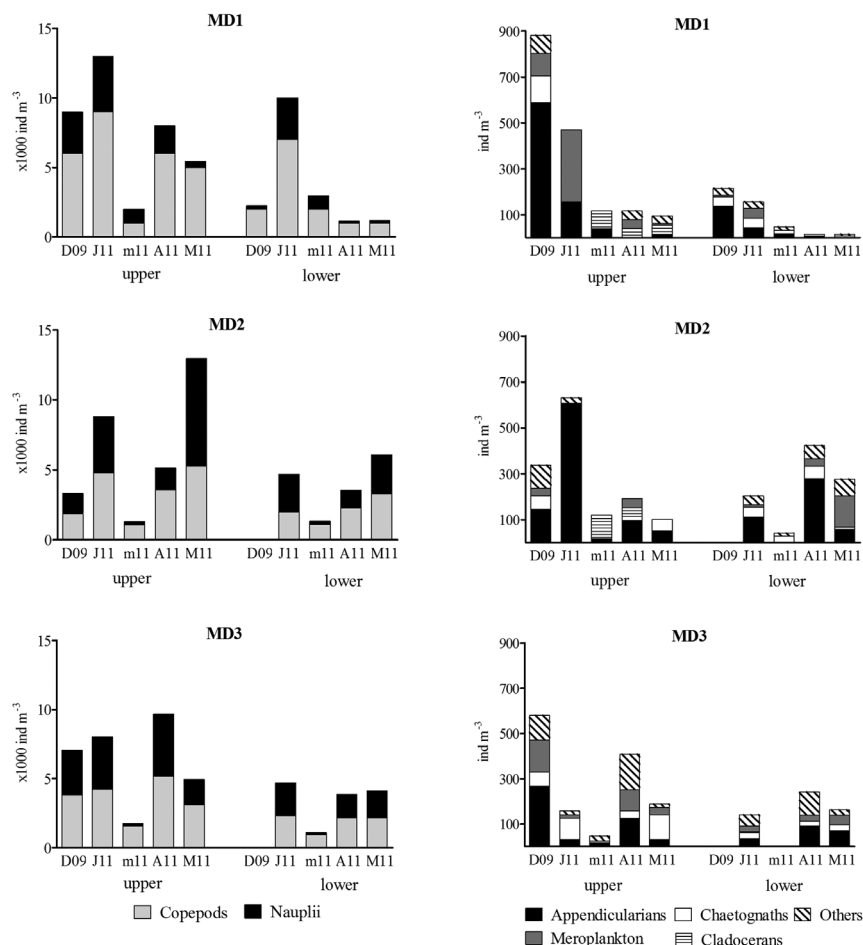 MD1
15
10
5
0
x1000 ind m⁻³
D09 J11 m11 A11 M11 D09 J11 m11 A11 M11
upper lower
MD1
900
700
500
300
100
ind m⁻³
D09 J11 m11 A11 M11 D09 J11 m11 A11 M11
upper lower
MD2
15
10
5
0
x1000 ind m⁻³
D09 J11 m11 A11 M11 D09 J11 m11 A11 M11
upper lower
MD2
900
700
500
300
100
ind m⁻³
D09 J11 m11 A11 M11 D09 J11 m11 A11 M11
upper lower
MD3
15
10
5
0
x1000 ind m⁻³
D09 J11 m11 A11 M11 D09 J11 m11 A11 M11
upper lower
Copepods Nauplii
MD3
900
700
500
300
100
ind m⁻³
D09 J11 m11 A11 M11 D09 J11 m11 A11 M11
upper lower
Appendicularians Chaetognaths Others
Meroplankton Cladocerans